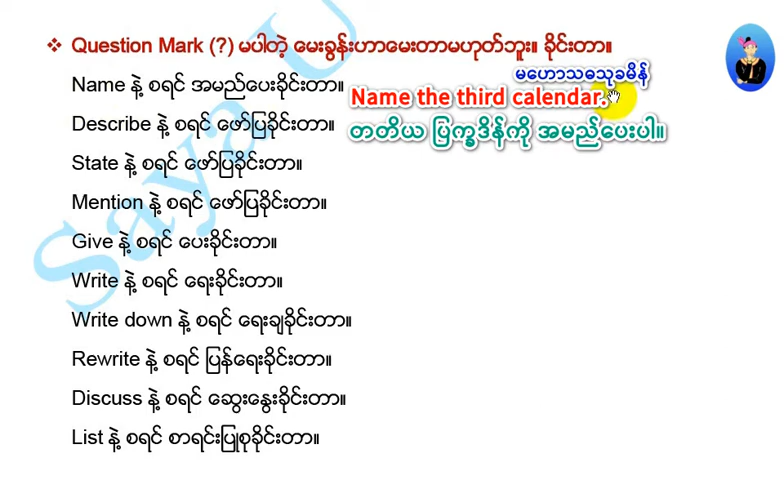 ❖ Question Mark (?) မပါတဲ့ မေးခွန်းဟာမေးတာမဟုတ်ဘူး။ ခိုင်းတာ။
Name နဲ့ စရင် အမည်ပေးခိုင်းတာ။
မဟောသဓသုခမိန်
Name the third calendar.
တတိယ ပြက္ခဒိန်ကို အမည်ပေးပါ။
Describe နဲ့ စရင် ဖော်ပြခိုင်းတာ။
State နဲ့ စရင် ဖော်ပြခိုင်းတာ။
Mention နဲ့ စရင် ဖော်ပြခိုင်းတာ။
Give နဲ့ စရင် ပေးခိုင်းတာ။
Write နဲ့ စရင် ရေးခိုင်းတာ။
Write down နဲ့ စရင် ရေးချခိုင်းတာ။
Rewrite နဲ့ စရင် ပြန်ရေးခိုင်းတာ။
Discuss နဲ့ စရင် ဆွေးနွေးခိုင်းတာ။
List နဲ့ စရင် စာရင်းပြုစုခိုင်းတာ။
Saya U